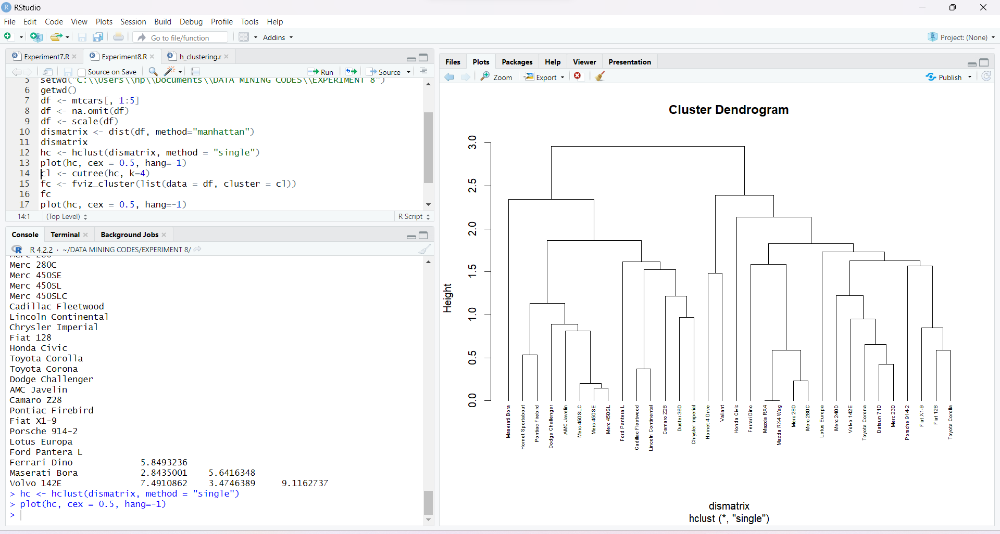 RStudio
File Edit Code View Plots Session Build Debug Profile Tools Help
Go to file/function Addins Project: (None)
Experiment7.R Experiment8.R h_clustering.r
Source on Save Run Source
5 setwd("C:\\Users\\hp\\Documents\\DATA MINING CODES\\EXPERIMENT 8")
6 getwd()
7 df <- mtcars[, 1:5]
8 df <- na.omit(df)
9 df <- scale(df)
10 dismatrix <- dist(df, method="manhattan")
11 dismatrix
12 hc <- hclust(dismatrix, method = "single")
13 plot(hc, cex = 0.5, hang=-1)
14 cl <- cutree(hc, k=4)
15 fc <- fviz_cluster(list(data = df, cluster = cl))
16 fc
17 plot(hc, cex = 0.5, hang=-1)
14:1 (Top Level) R Script
Console Terminal Background Jobs
R 4.2.2 · ~/DATA MINING CODES/EXPERIMENT 8/
Merc 280
Merc 280C
Merc 450SE
Merc 450SL
Merc 450SLC
Cadillac Fleetwood
Lincoln Continental
Chrysler Imperial
Fiat 128
Honda Civic
Toyota Corolla
Toyota Corona
Dodge Challenger
AMC Javelin
Camaro Z28
Pontiac Firebird
Fiat X1-9
Porsche 914-2
Lotus Europa
Ford Pantera L
Ferrari Dino 5.8493236
Maserati Bora 2.8435001 5.6416348
Volvo 142E 7.4910862 3.4746389 9.1162737
> hc <- hclust(dismatrix, method = "single")
> plot(hc, cex = 0.5, hang=-1)
>
Files Plots Packages Help Viewer Presentation
Zoom Export Publish
Cluster Dendrogram
Height
3.0
2.5
2.0
1.5
1.0
0.5
0.0
Maserati Bora
Hornet Sportabout
Pontiac Firebird
Dodge Challenger
AMC Javelin
Merc 450SLC
Merc 450SE
Merc 450SL
Ford Pantera L
Cadillac Fleetwood
Lincoln Continental
Camaro Z28
Duster 360
Chrysler Imperial
Hornet 4 Drive
Valiant
Honda Civic
Ferrari Dino
Mazda RX4
Mazda RX4 Wag
Merc 280
Merc 280C
Lotus Europa
Merc 240D
Volvo 142E
Toyota Corona
Datsun 710
Merc 230
Porsche 914-2
Fiat X1-9
Fiat 128
Toyota Corolla
dismatrix
hclust (*, "single")